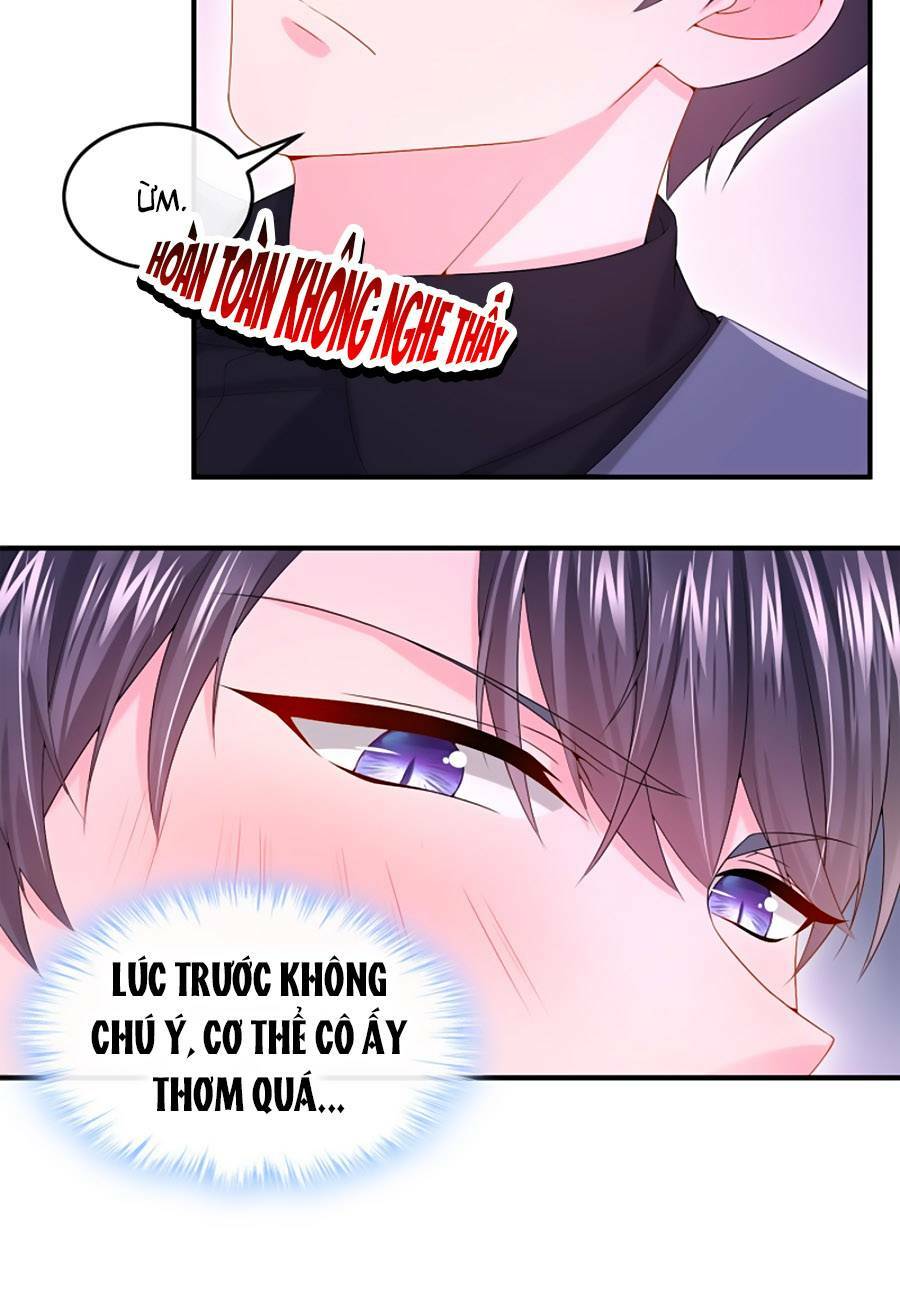 ỪM.
HOÀN TOÀN KHÔNG NGHE THẤY
LÚC TRƯỚC KHÔNG
CHÚ Ý, CƠ THỂ CÔ ẤY
THƠM QUÁ...